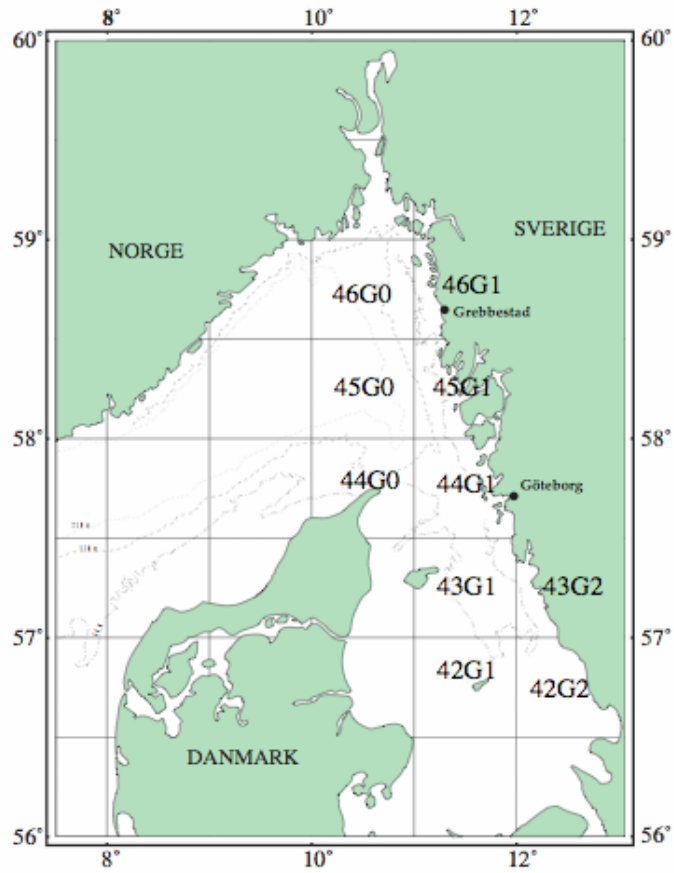 8° 10° 12°
60° 60°
59° 59°
NORGE SVERIGE
46G0 46G1
Grebbestad
45G0 45G1
58° 58°
44G0 44G1 Göteborg
43G1 43G2
57° 57°
42G1 42G2
DANMARK
56° 56°
8° 10° 12°